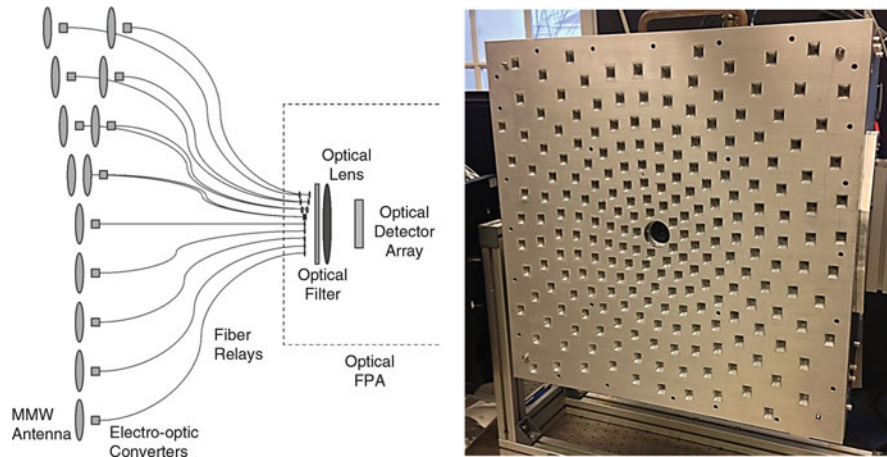 Optical
Lens
Optical
Detector
Array
Optical
Filter
Fiber
Relays
Optical
FPA
MMW
Antenna
Electro-optic
Converters